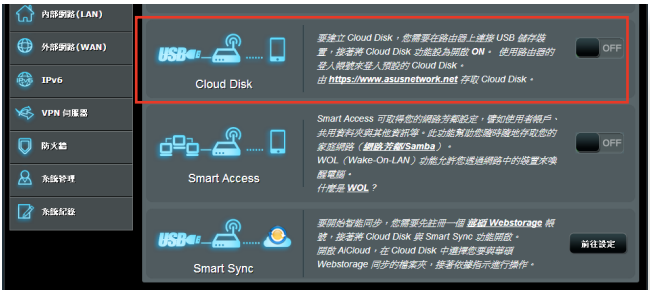 內部網路(LAN)
外部網路(WAN)
IPv6
VPN 伺服器
防火牆
系統管理
系統紀錄
USB
Cloud Disk
要建立 Cloud Disk,您需要在路由器上連接 USB 儲存裝
置,接著將 Cloud Disk 功能設為開啟 ON。 使用路由器的
登入帳號來登入預設的 Cloud Disk。
由 https://www.asusnetwork.net 存取 Cloud Disk。
OFF
Smart Access
Smart Access 可取得您的網路芳鄰設定,譬如使用者帳戶、
共用資料夾與其他資訊等。此功能幫助您隨時隨地存取您的
家庭網路(網路芳鄰/Samba)。
WOL(Wake-On-LAN)功能允許您透過網路中的裝置來喚
醒電腦。
什麼是 WOL?
OFF
USB
Smart Sync
要開始智能同步,您需要先註冊一個 華碩 Webstorage 帳
號,接著將 Cloud Disk 與 Smart Sync 功能開啟。
開啟 AiCloud,在 Cloud Disk 中選擇您要與華碩
Webstorage 同步的檔案夾,接著依據指示進行操作。
前往設定